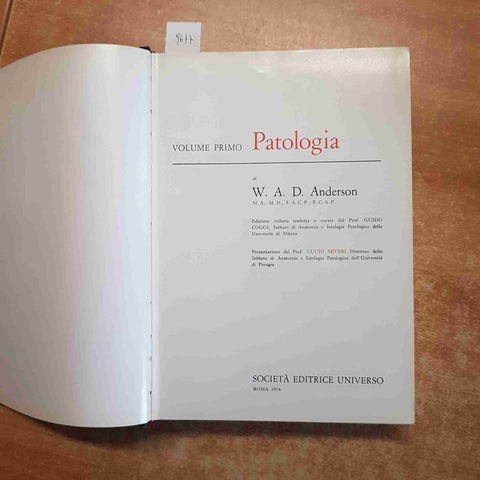 VOLUME PRIMO Patologia
di
W. A. D. Anderson
M.A., M.D., F.A.C.P., F.C.A.P.
Edizione italiana tradotta e curata dal Prof. GUIDO
COGGI, Istituto di Anatomia e Istologia Patologica della
Università di Milano
Presentazione del Prof. LUCIO SEVERI Direttore dello
Istituto di Anatomia e Istologia Patologica dell'Università
di Perugia
SOCIETÀ EDITRICE UNIVERSO
ROMA 1974